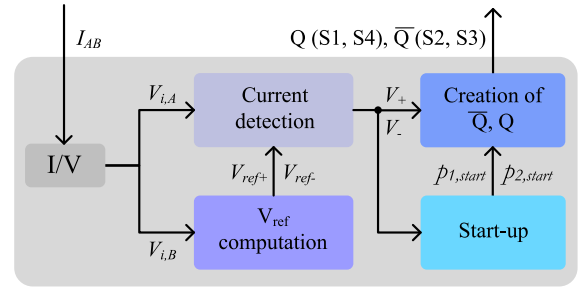 I_AB
Q (S1, S4), Q̅ (S2, S3)
V_i,A
Current
detection
V_+
V_-
Creation of
Q̅, Q
I/V
V_ref+ V_ref-
p_1,start p_2,start
V_i,B
V_ref
computation
Start-up